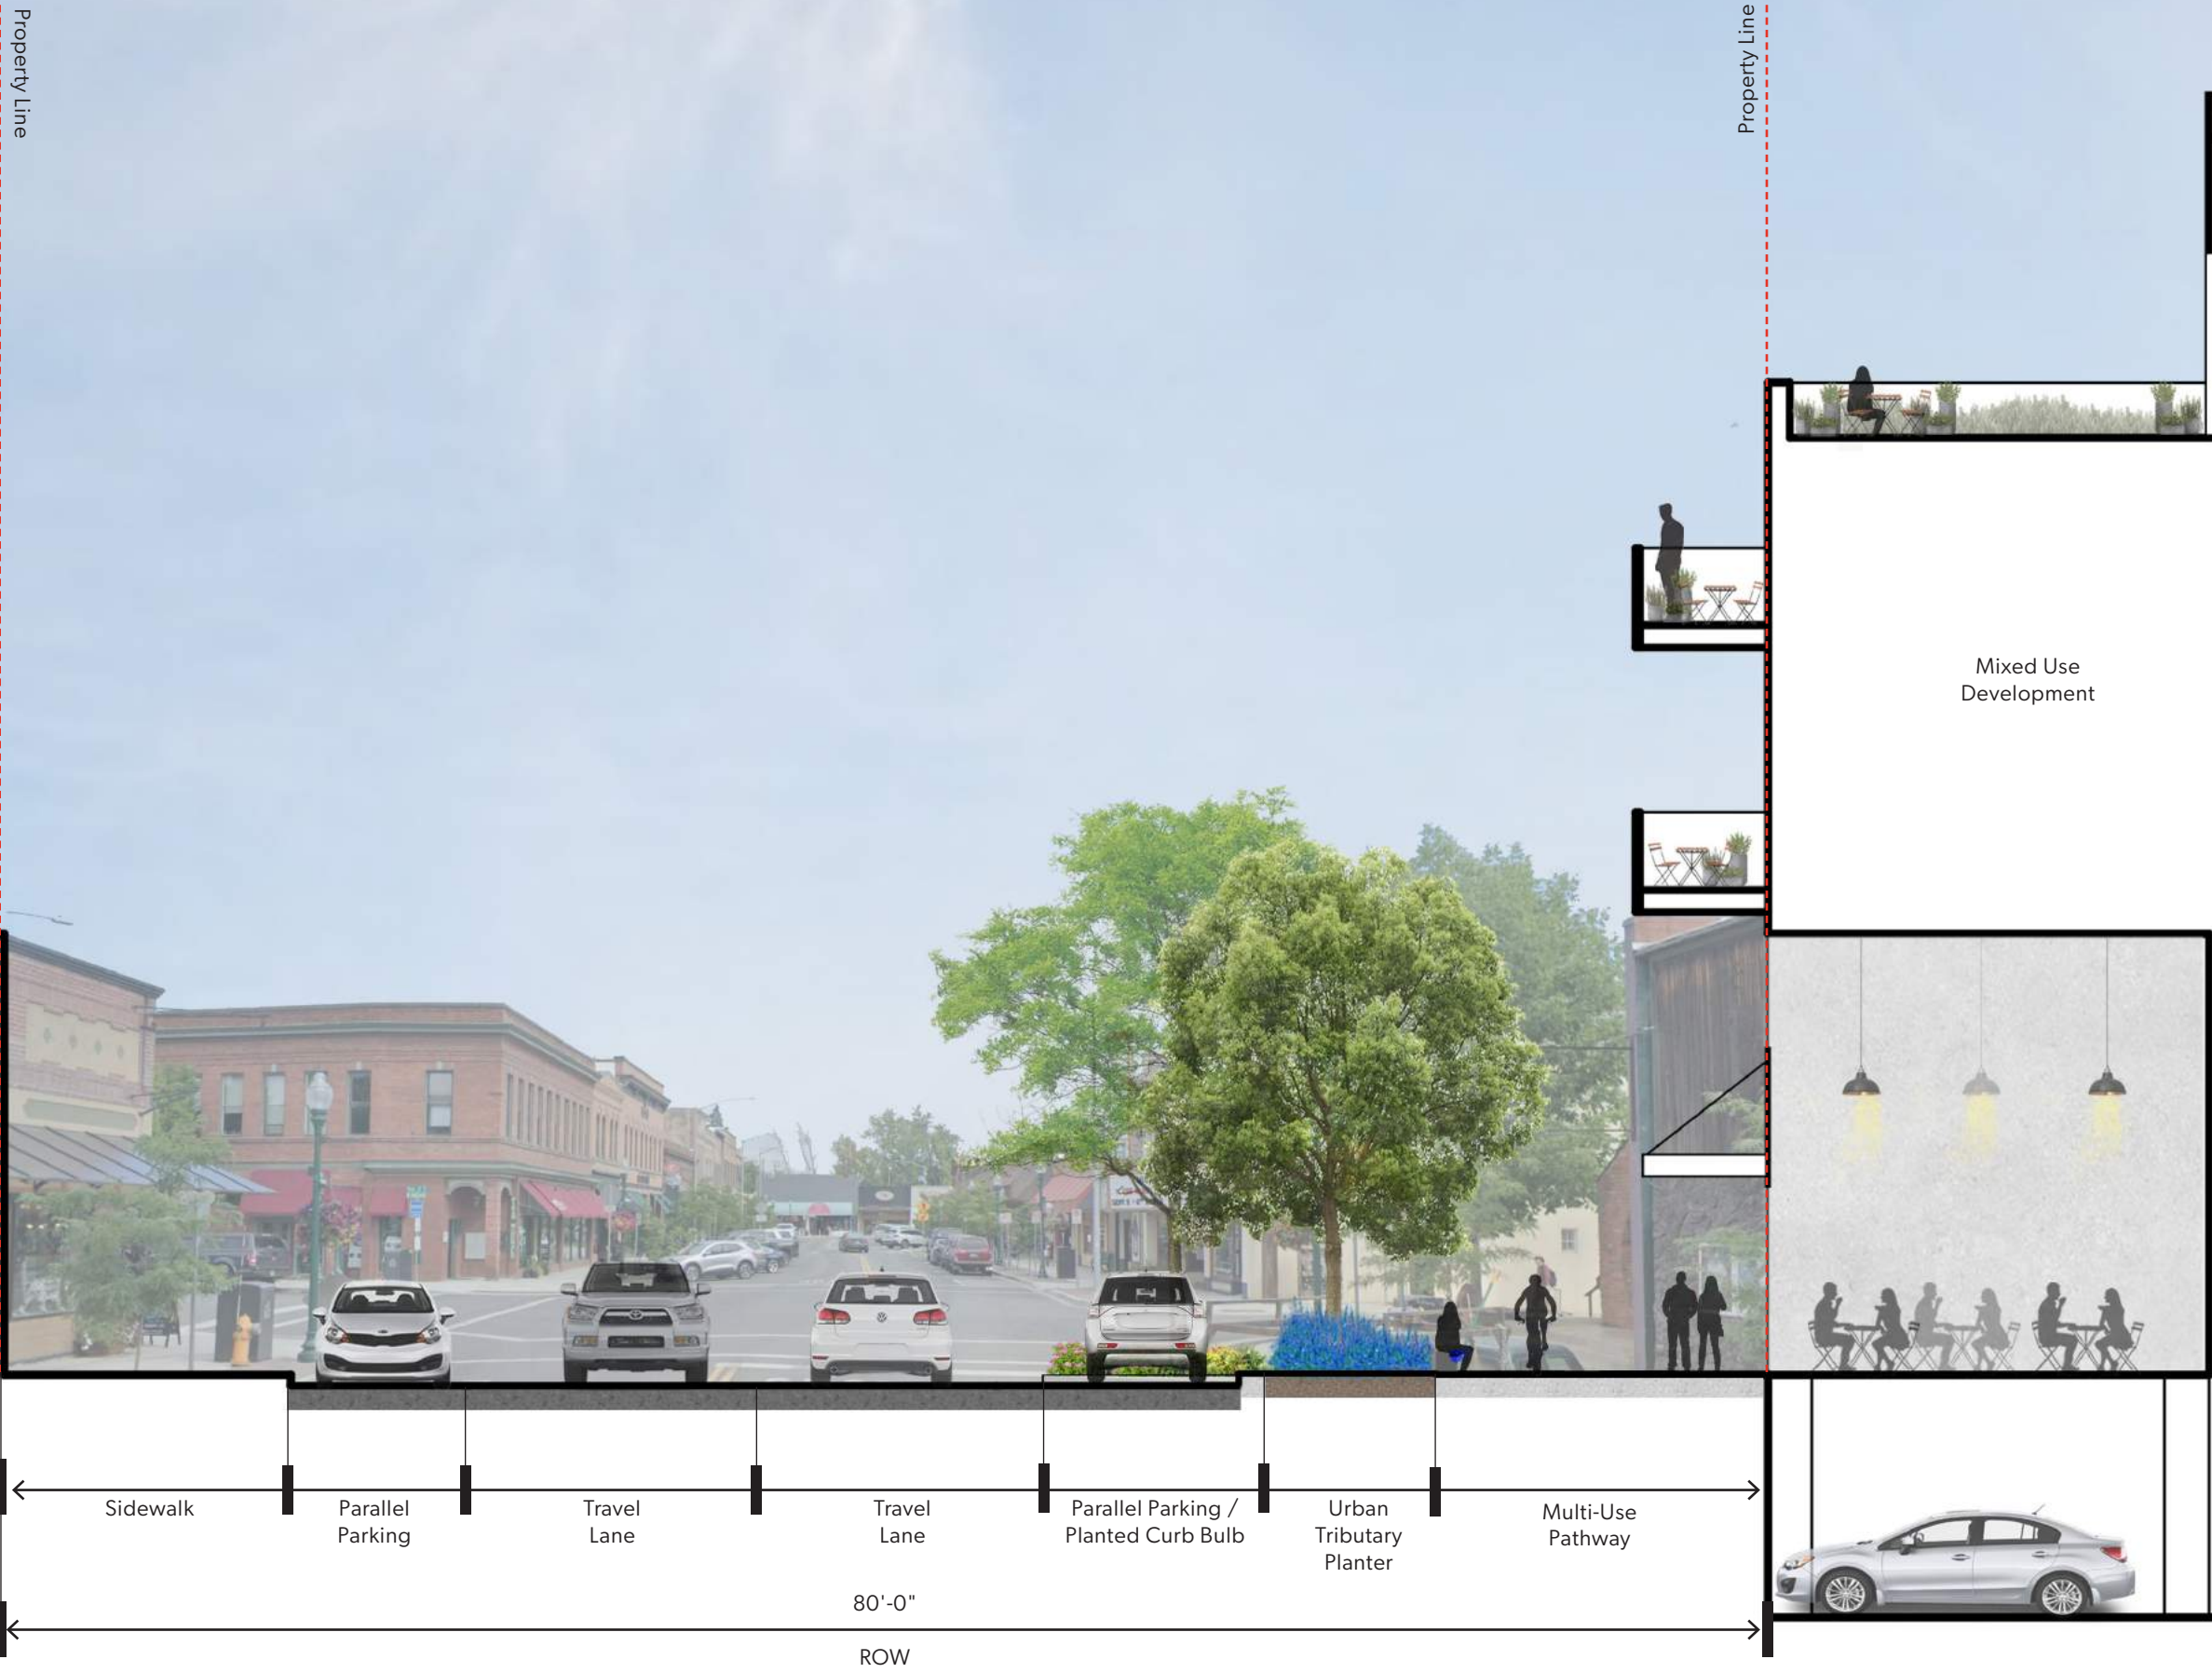 Property Line
Property Line
Mixed Use
Development
Sidewalk
Parallel
Parking
Travel
Lane
Travel
Lane
Parallel Parking /
Planted Curb Bulb
Urban
Tributary
Planter
Multi-Use
Pathway
80'-0"
ROW